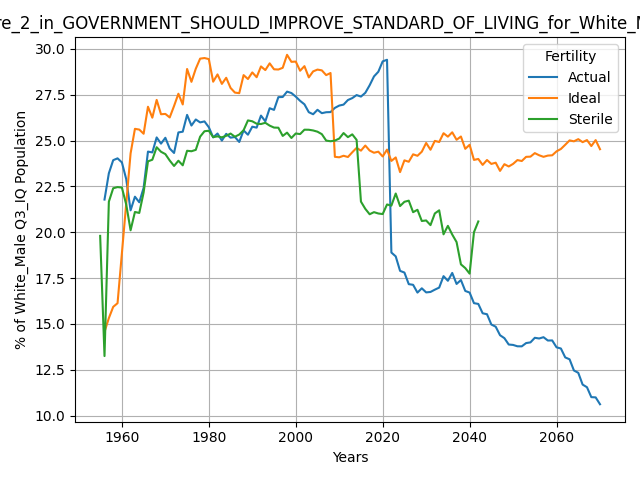 re_2_in_GOVERNMENT_SHOULD_IMPROVE_STANDARD_OF_LIVING_for_White_M
Fertility
Actual
Ideal
Sterile
% of White_Male Q3_IQ Population
30.0
27.5
25.0
22.5
20.0
17.5
15.0
12.5
10.0
1960
1980
2000
2020
2040
2060
Years